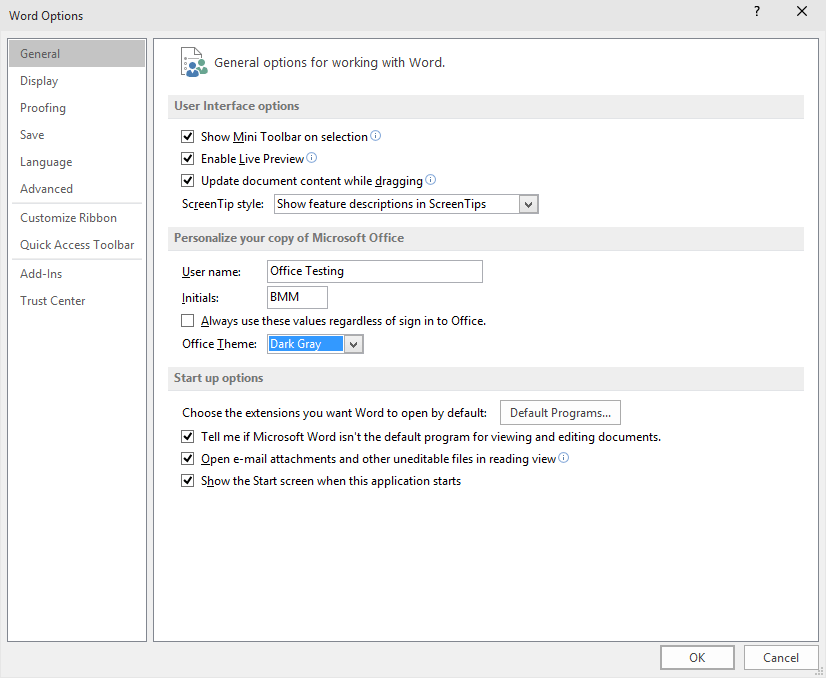 Word Options
?
General
Display
Proofing
Save
Language
Advanced
Customize Ribbon
Quick Access Toolbar
Add-Ins
Trust Center
General options for working with Word.
User Interface options
Show Mini Toolbar on selection
Enable Live Preview
Update document content while dragging
ScreenTip style: Show feature descriptions in ScreenTips
Personalize your copy of Microsoft Office
User name: Office Testing
Initials: BMM
Always use these values regardless of sign in to Office.
Office Theme: Dark Gray
Start up options
Choose the extensions you want Word to open by default: Default Programs...
Tell me if Microsoft Word isn't the default program for viewing and editing documents.
Open e-mail attachments and other uneditable files in reading view
Show the Start screen when this application starts
OK Cancel